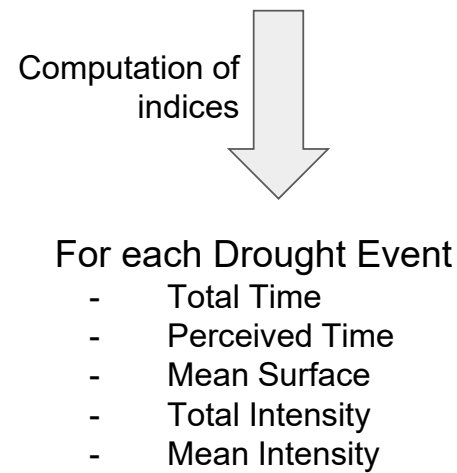 Computation of
indices
For each Drought Event
- Total Time
- Perceived Time
- Mean Surface
- Total Intensity
- Mean Intensity